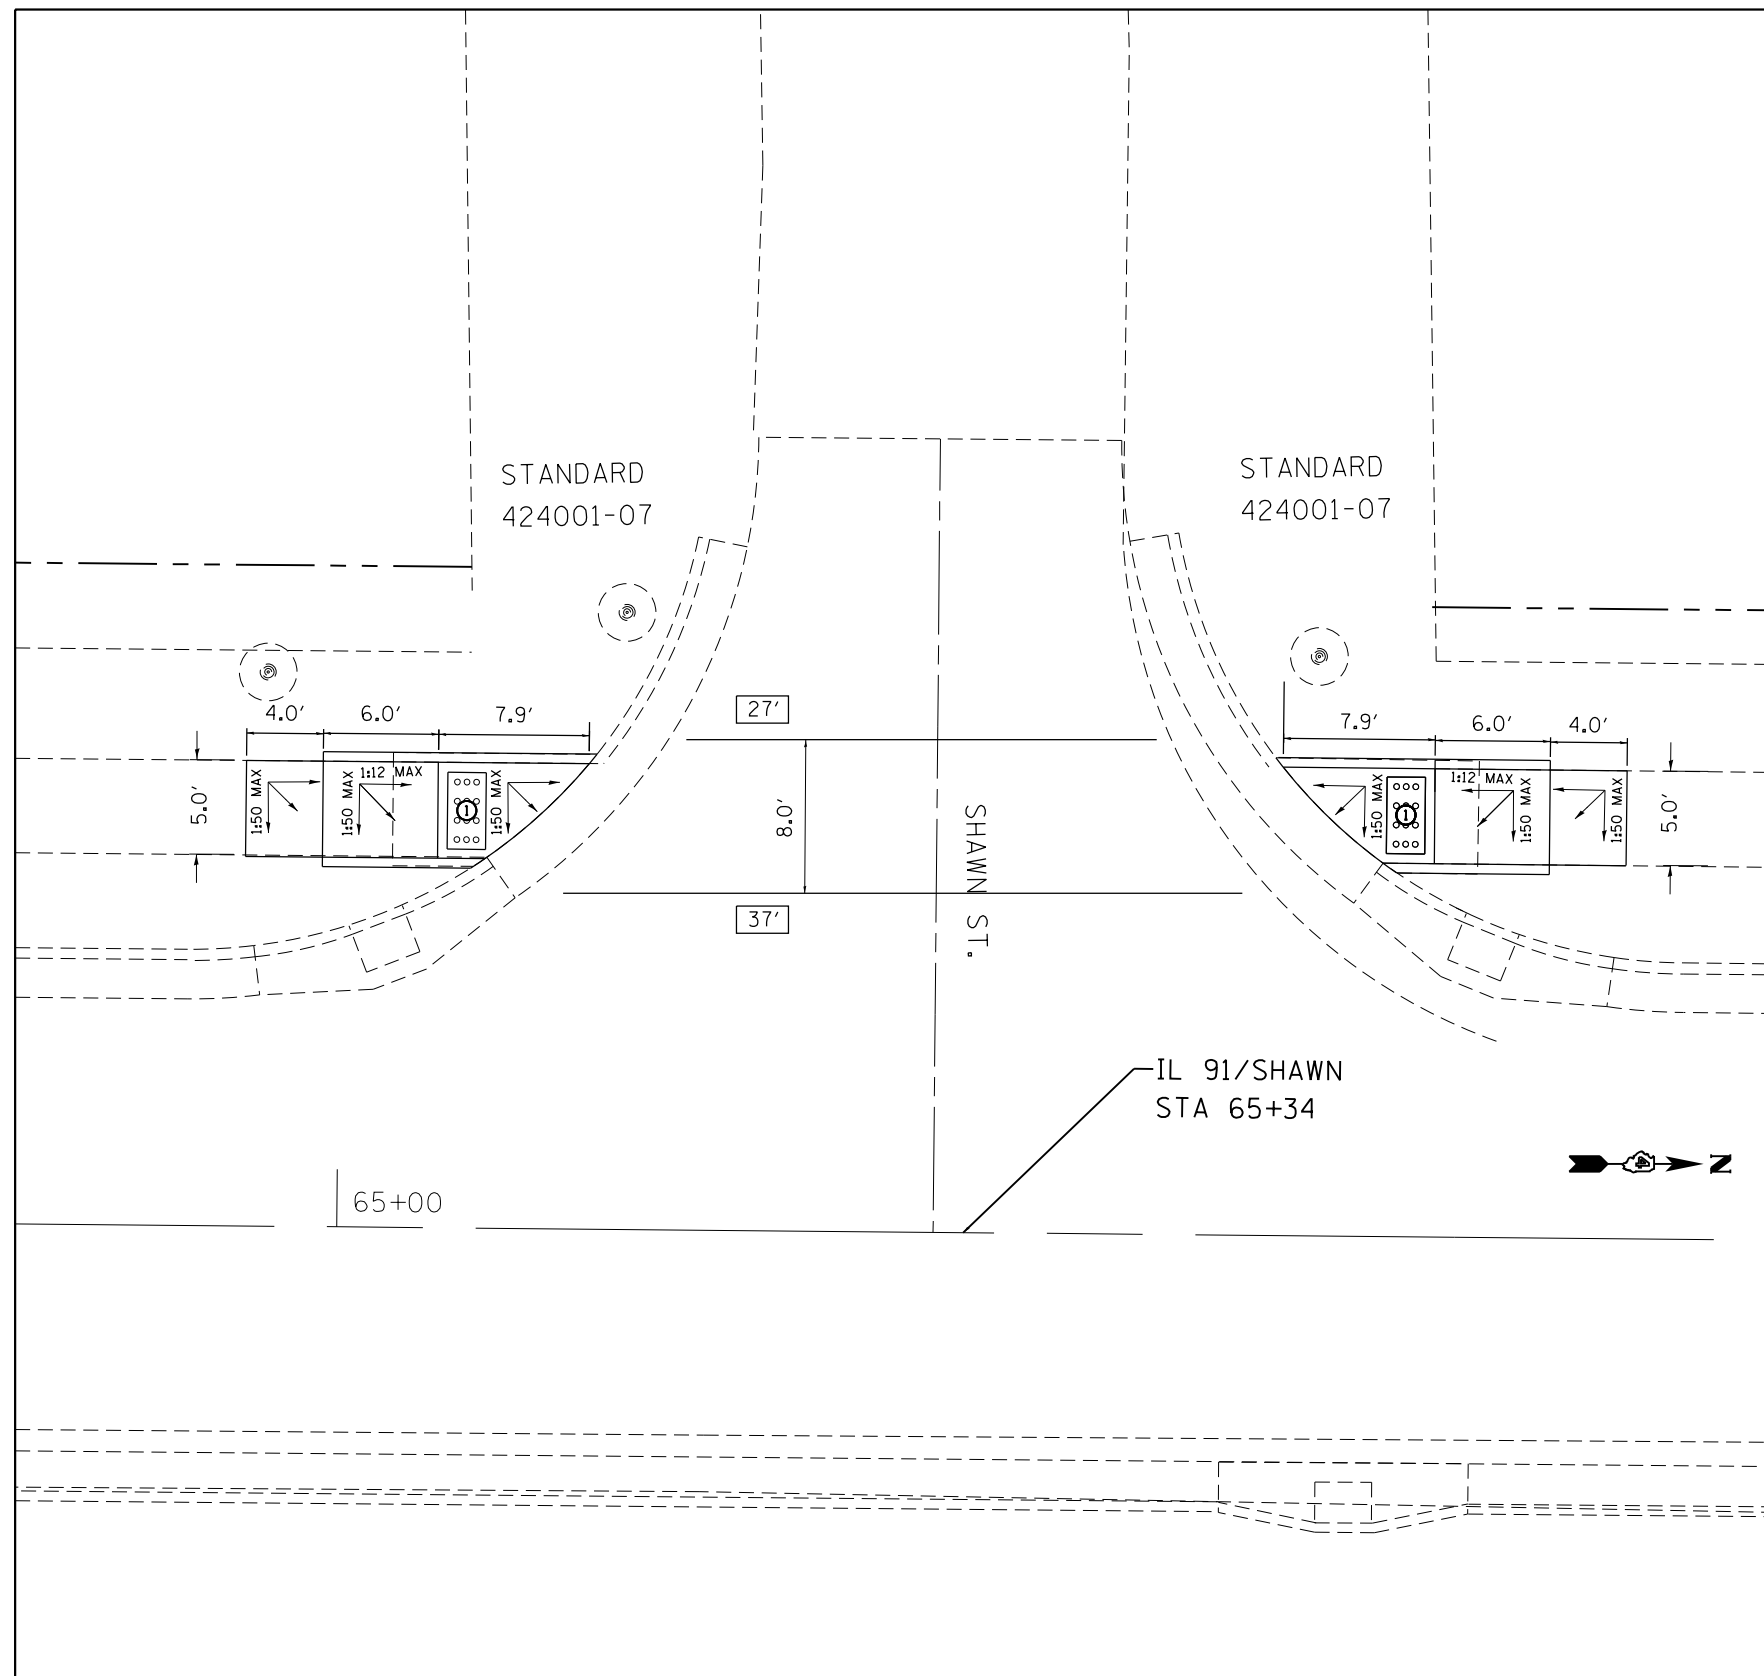 STANDARD
424001-07
STANDARD
424001-07
4.0'
6.0'
7.9'
27'
7.9'
6.0'
4.0'
5.0'
1:50 MAX
1:50 MAX
1:12 MAX
1
1:50 MAX
8.0'
SHAWN ST.
1:50 MAX
1
1:12 MAX
1:50 MAX
1:50 MAX
5.0'
37'
IL 91/SHAWN
STA 65+34
N
65+00